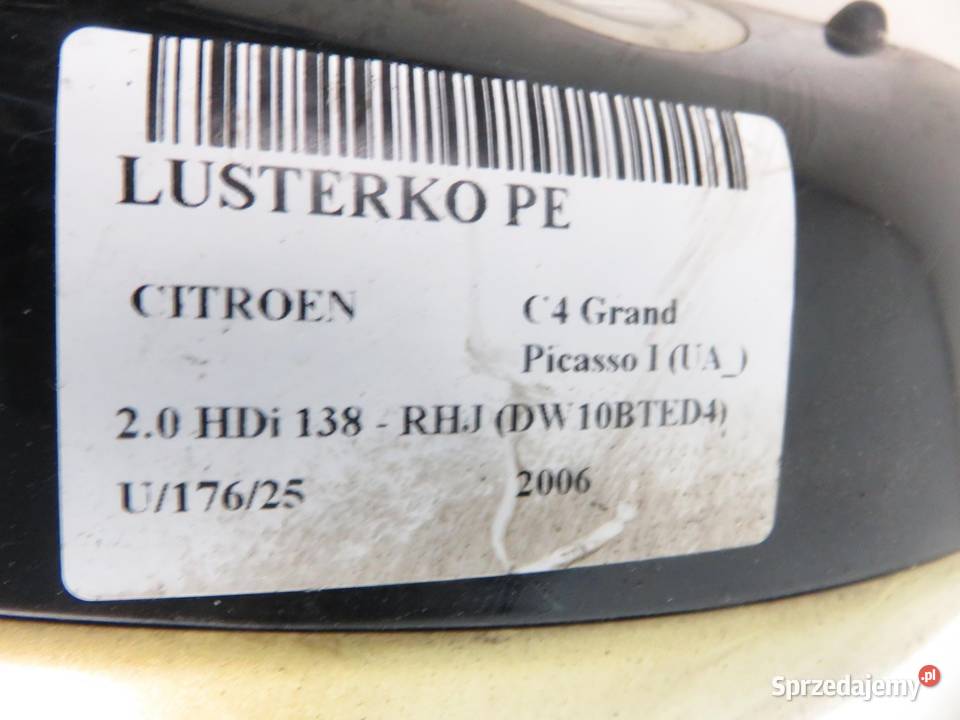 LUSTERKO PE
CITROEN
C4 Grand
Picasso I (UA_)
2.0 HDi 138 - RHJ (DW10BTED4)
U/176/25
2006
Sprzedajemy.pl